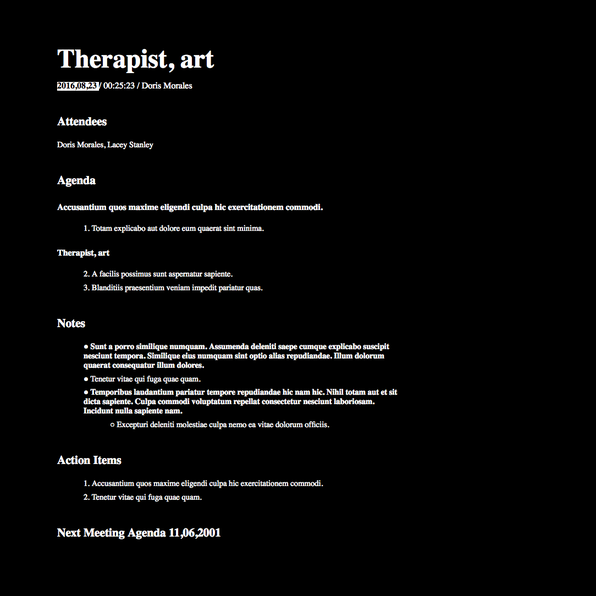 Therapist, art
2016,08,23 / 00:25:23 / Doris Morales
Attendees
Doris Morales, Lacey Stanley
Agenda
Accusantium quos maxime eligendi culpa hic exercitationem commodi.
1. Totam explicabo aut dolore eum quaerat sint minima.
Therapist, art
2. A facilis possimus sunt aspernatur sapiente.
3. Blanditiis praesentium veniam impedit pariatur quas.
Notes
● Sunt a porro similique numquam. Assumenda deleniti saepe cumque explicabo suscipit
nesciunt tempora. Similique eius numquam sint optio alias repudiandae. Illum dolorum
quaerat consequatur illum dolores.
● Tenetur vitae qui fuga quae quam.
● Temporibus laudantium pariatur tempore repudiandae hic nam hic. Nihil totam aut et sit
dicta sapiente. Culpa commodi voluptatum repellat consectetur nesciunt laboriosam.
Incidunt nulla sapiente nam.
○ Excepturi deleniti molestiae culpa nemo ea vitae dolorum officiis.
Action Items
1. Accusantium quos maxime eligendi culpa hic exercitationem commodi.
2. Tenetur vitae qui fuga quae quam.
Next Meeting Agenda 11,06,2001